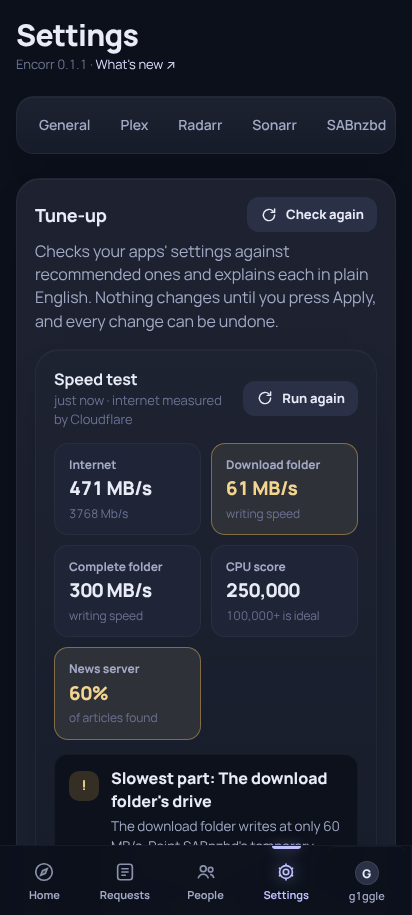 Settings
Encorr 0.1.1 · What's new ↗
General Plex Radarr Sonarr SABnzbd
Tune-up
Check again
Checks your apps' settings against
recommended ones and explains each in plain
English. Nothing changes until you press Apply,
and every change can be undone.
Speed test
just now · internet measured
by Cloudflare
Run again
Internet
471 MB/s
3768 Mb/s
Download folder
61 MB/s
writing speed
Complete folder
300 MB/s
writing speed
CPU score
250,000
100,000+ is ideal
News server
60%
of articles found
!
Slowest part: The download
folder's drive
The download folder writes at only 60
MB/s. Point SABnzbd's temporary
Home
Requests
People
Settings
G
g1ggle